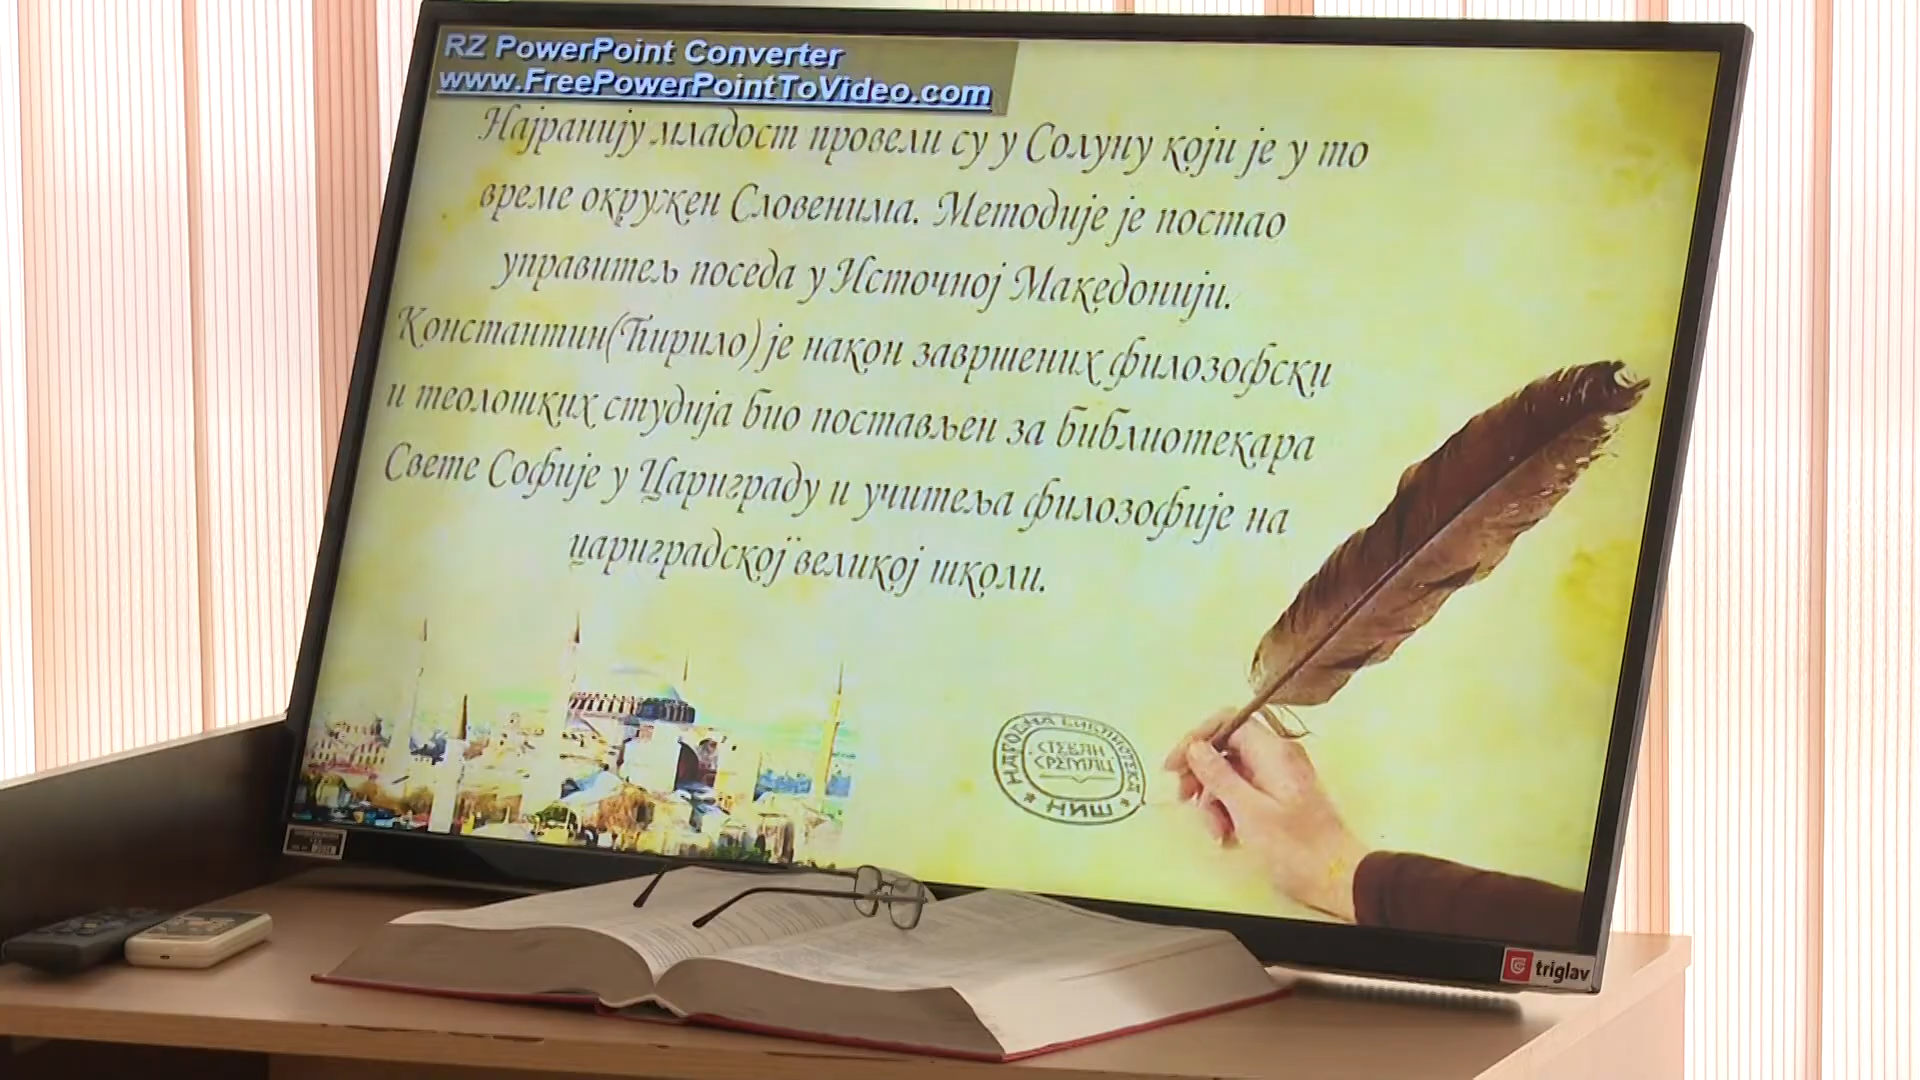 RZ PowerPoint Converter
www.FreePowerPointToVideo.com
Најранију младост провели су у Солуну који је у то
време окружен Словенима. Методије је постао
управитељ поседа у Источној Македонији.
Константин(Ћирило) је након завршених филозофски
и теолошких студија био постављен за библиотекара
Свете Софије у Цариграду и учитеља филозофије на
цариградској великој школи.
НАРОДНА БИБЛИОТЕКА
СТЕВАН
СРЕМАЦ
НИШ
triglav